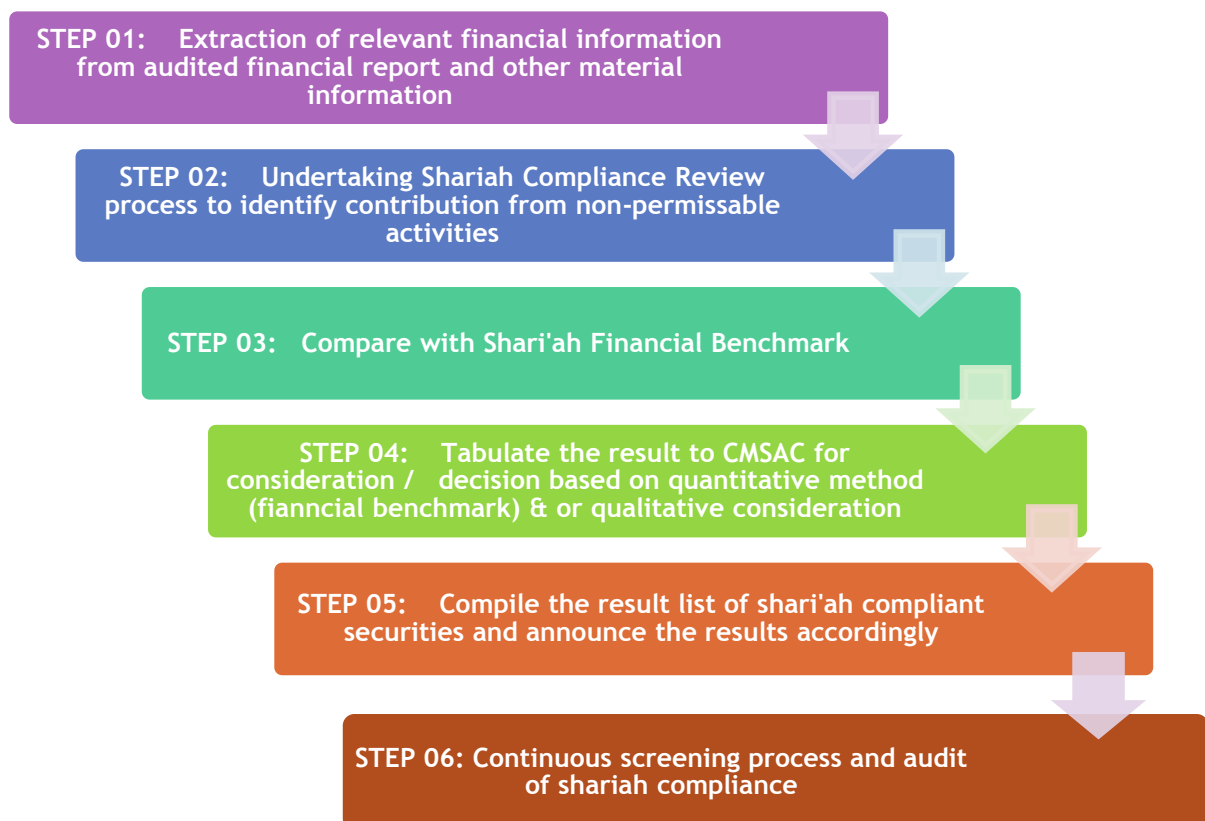 STEP 01: Extraction of relevant financial information
from audited financial report and other material
information
STEP 02: Undertaking Shariah Compliance Review
process to identify contribution from non-permissable
activities
STEP 03: Compare with Shari'ah Financial Benchmark
STEP 04: Tabulate the result to CMSAC for
consideration / decision based on quantitative method
(fianncial benchmark) & or qualitative consideration
STEP 05: Compile the result list of shari'ah compliant
securities and announce the results accordingly
STEP 06: Continuous screening process and audit
of shariah compliance